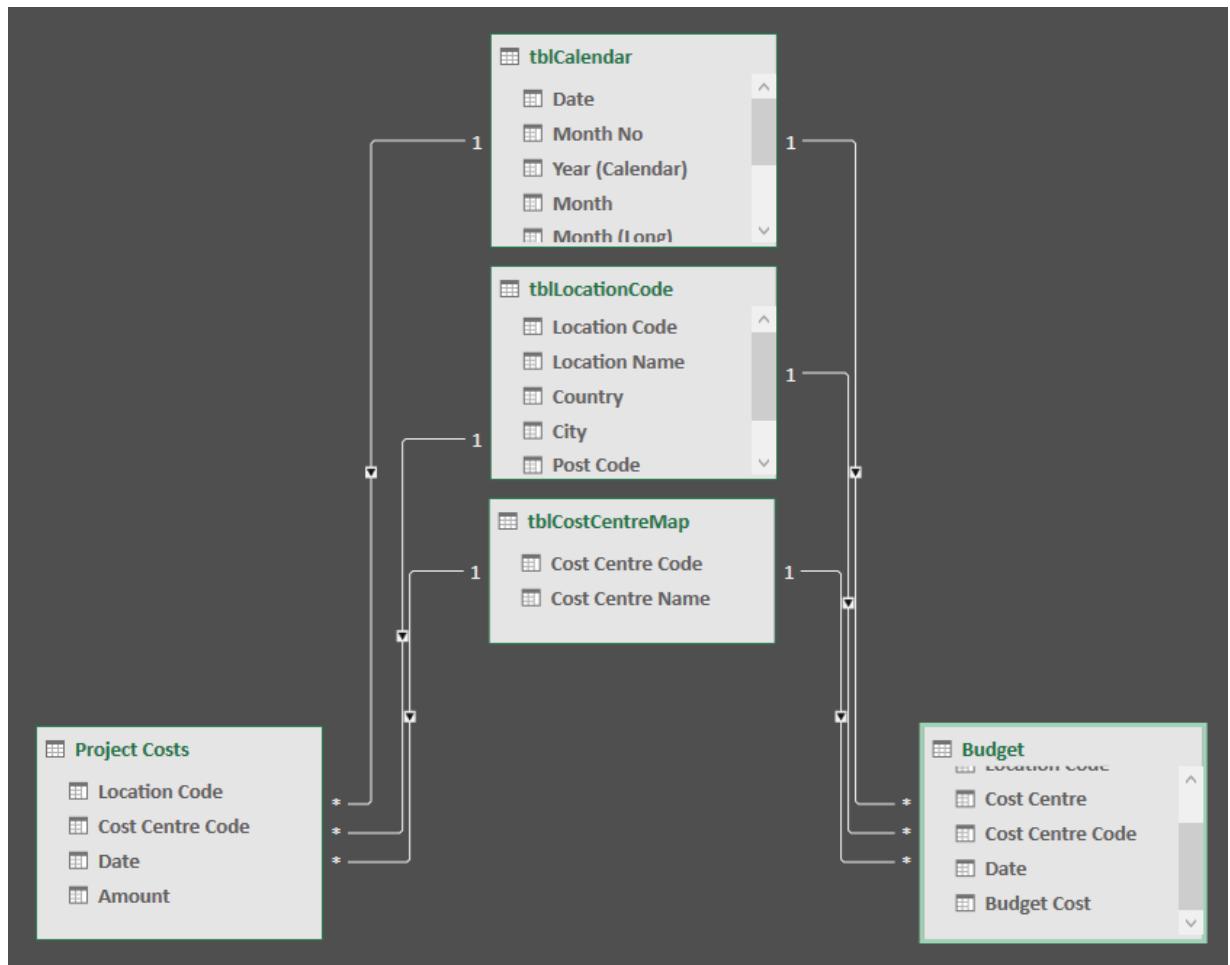 tblCalendar
Date
Month No
Year (Calendar)
Month
Month (Long)
1
1
tblLocationCode
Location Code
Location Name
Country
City
Post Code
1
1
tblCostCentreMap
Cost Centre Code
Cost Centre Name
1
1
Project Costs
Location Code
Cost Centre Code
Date
Amount
*
*
*
Budget
Location Code
Cost Centre
Cost Centre Code
Date
Budget Cost
*
*
*